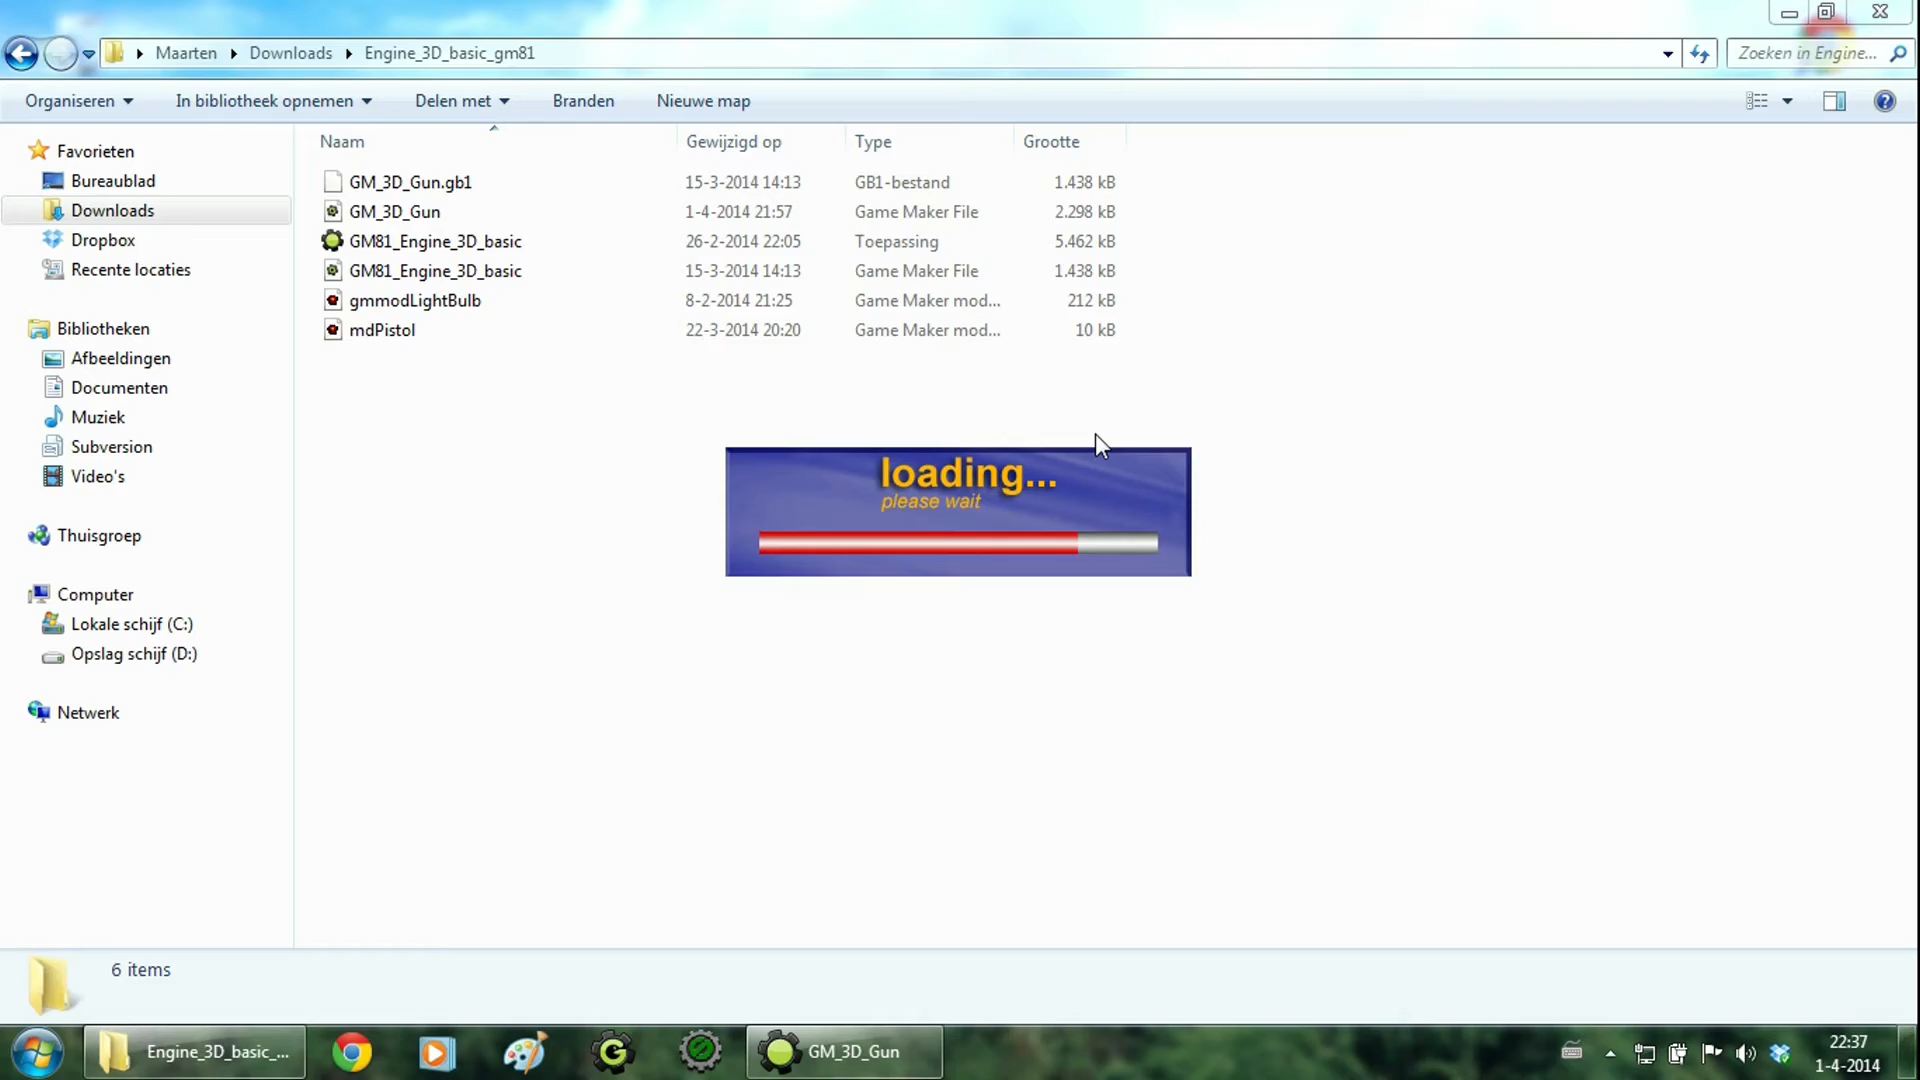 Maarten Downloads Engine_3D_basic_gm81
Zoeken in Engine...
Organiseren In bibliotheek opnemen Delen met Branden Nieuwe map
Naam Gewijzigd op Type Grootte
Favorieten
Bureaublad
Downloads
Dropbox
Recente locaties
Bibliotheken
Afbeeldingen
Documenten
Muziek
Subversion
Video's
Thuisgroep
Computer
Lokale schijf (C:)
Opslag schijf (D:)
Netwerk
GM_3D_Gun.gb1 15-3-2014 14:13 GB1-bestand 1.438 kB
GM_3D_Gun 1-4-2014 21:57 Game Maker File 2.298 kB
GM81_Engine_3D_basic 26-2-2014 22:05 Toepassing 5.462 kB
GM81_Engine_3D_basic 15-3-2014 14:13 Game Maker File 1.438 kB
gmmodLightBulb 8-2-2014 21:25 Game Maker mod... 212 kB
mdPistol 22-3-2014 20:20 Game Maker mod... 10 kB
loading...
please wait
6 items
Engine_3D_basic_...
GM_3D_Gun
22:37
1-4-2014